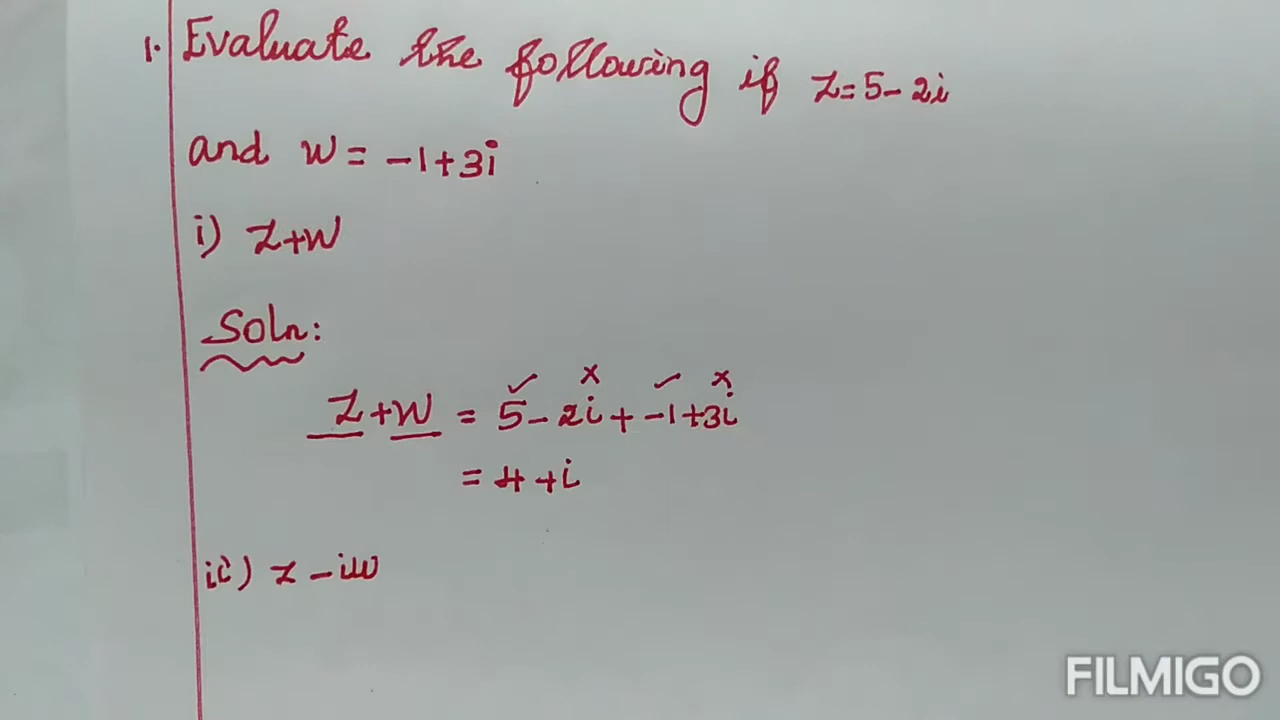 1. Evaluate the following if z = 5 - 2i
and w = -1 + 3i
i) z+w
Soln:
z+w = 5 - 2i + -1 + 3i
= 4 + i
ii) z - iw
FILMIGO